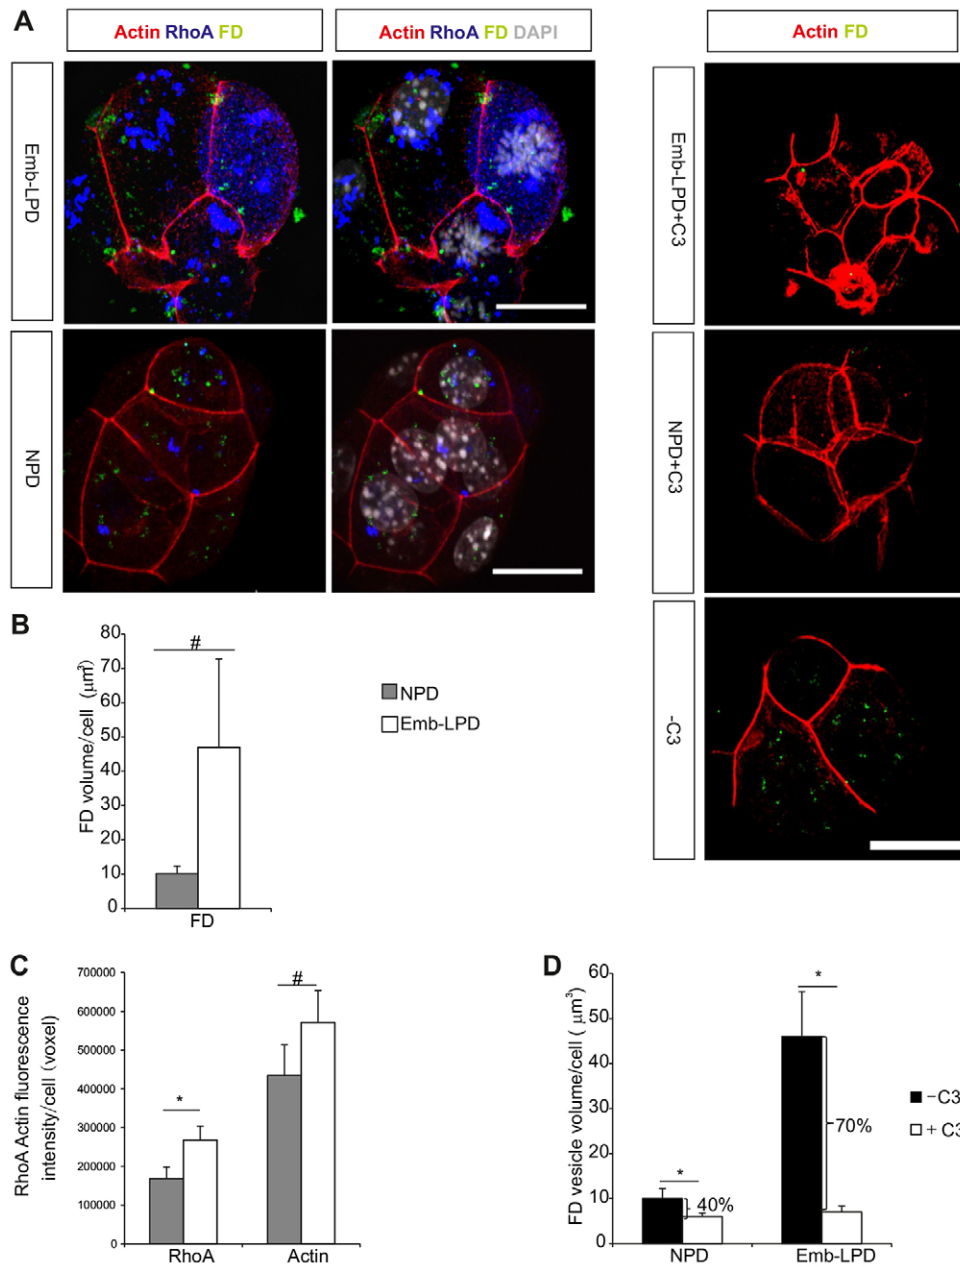 A
Actin RhoA FD
Actin RhoA FD DAPI
Actin FD
Emb-LPD
NPD
Emb-LPD+C3
NPD+C3
-C3
B
FD volume/cell (μm³)
80
70
60
50
40
30
20
10
0
#
FD
NPD
Emb-LPD
C
RhoA Actin fluorescence
intensity/cell (voxel)
700000
600000
500000
400000
300000
200000
100000
0
*
#
RhoA
Actin
D
FD vesicle volume/cell ( μm³)
60
50
40
30
20
10
0
*
40%
*
70%
NPD
Emb-LPD
−C3
+ C3